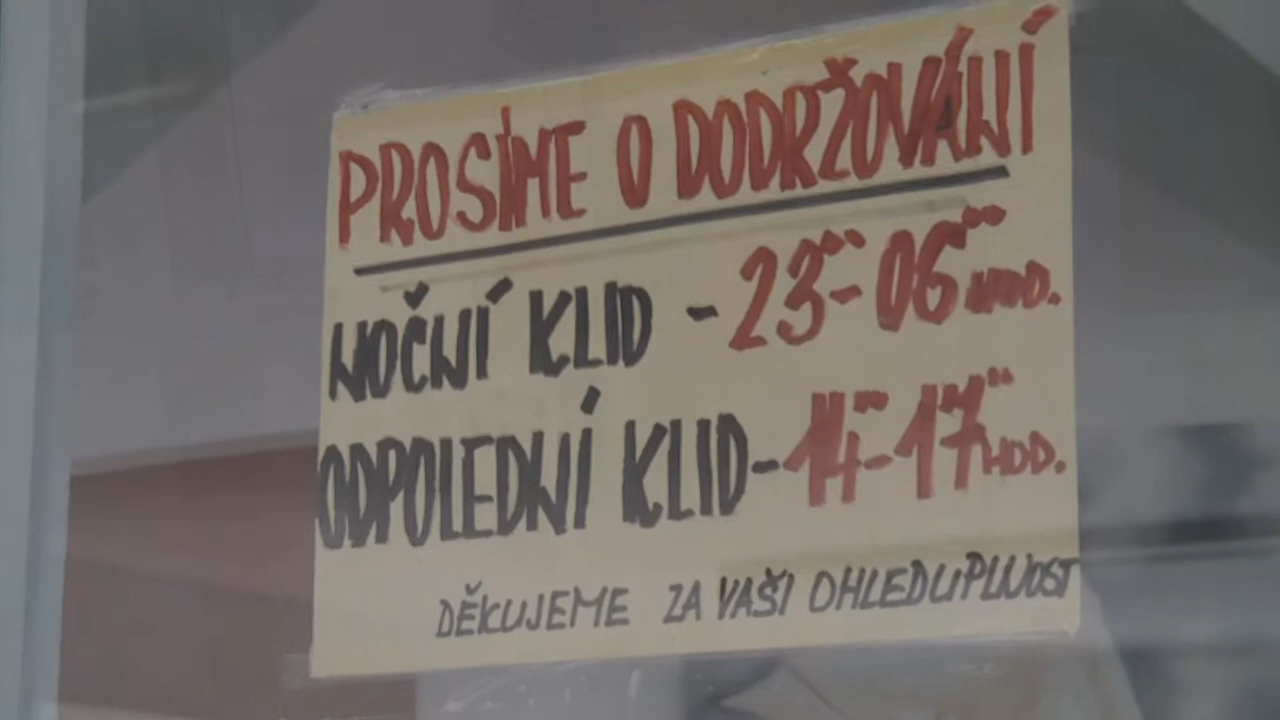 PROSÍME O DODRŽOVÁNÍ
NOČNÍ KLID - 23⁰⁰- 06⁰⁰ HOD.
ODPOLEDNÍ KLID - 14⁰⁰- 17⁰⁰ HOD.
DĚKUJEME ZA VAŠI OHLEDUPLNOST